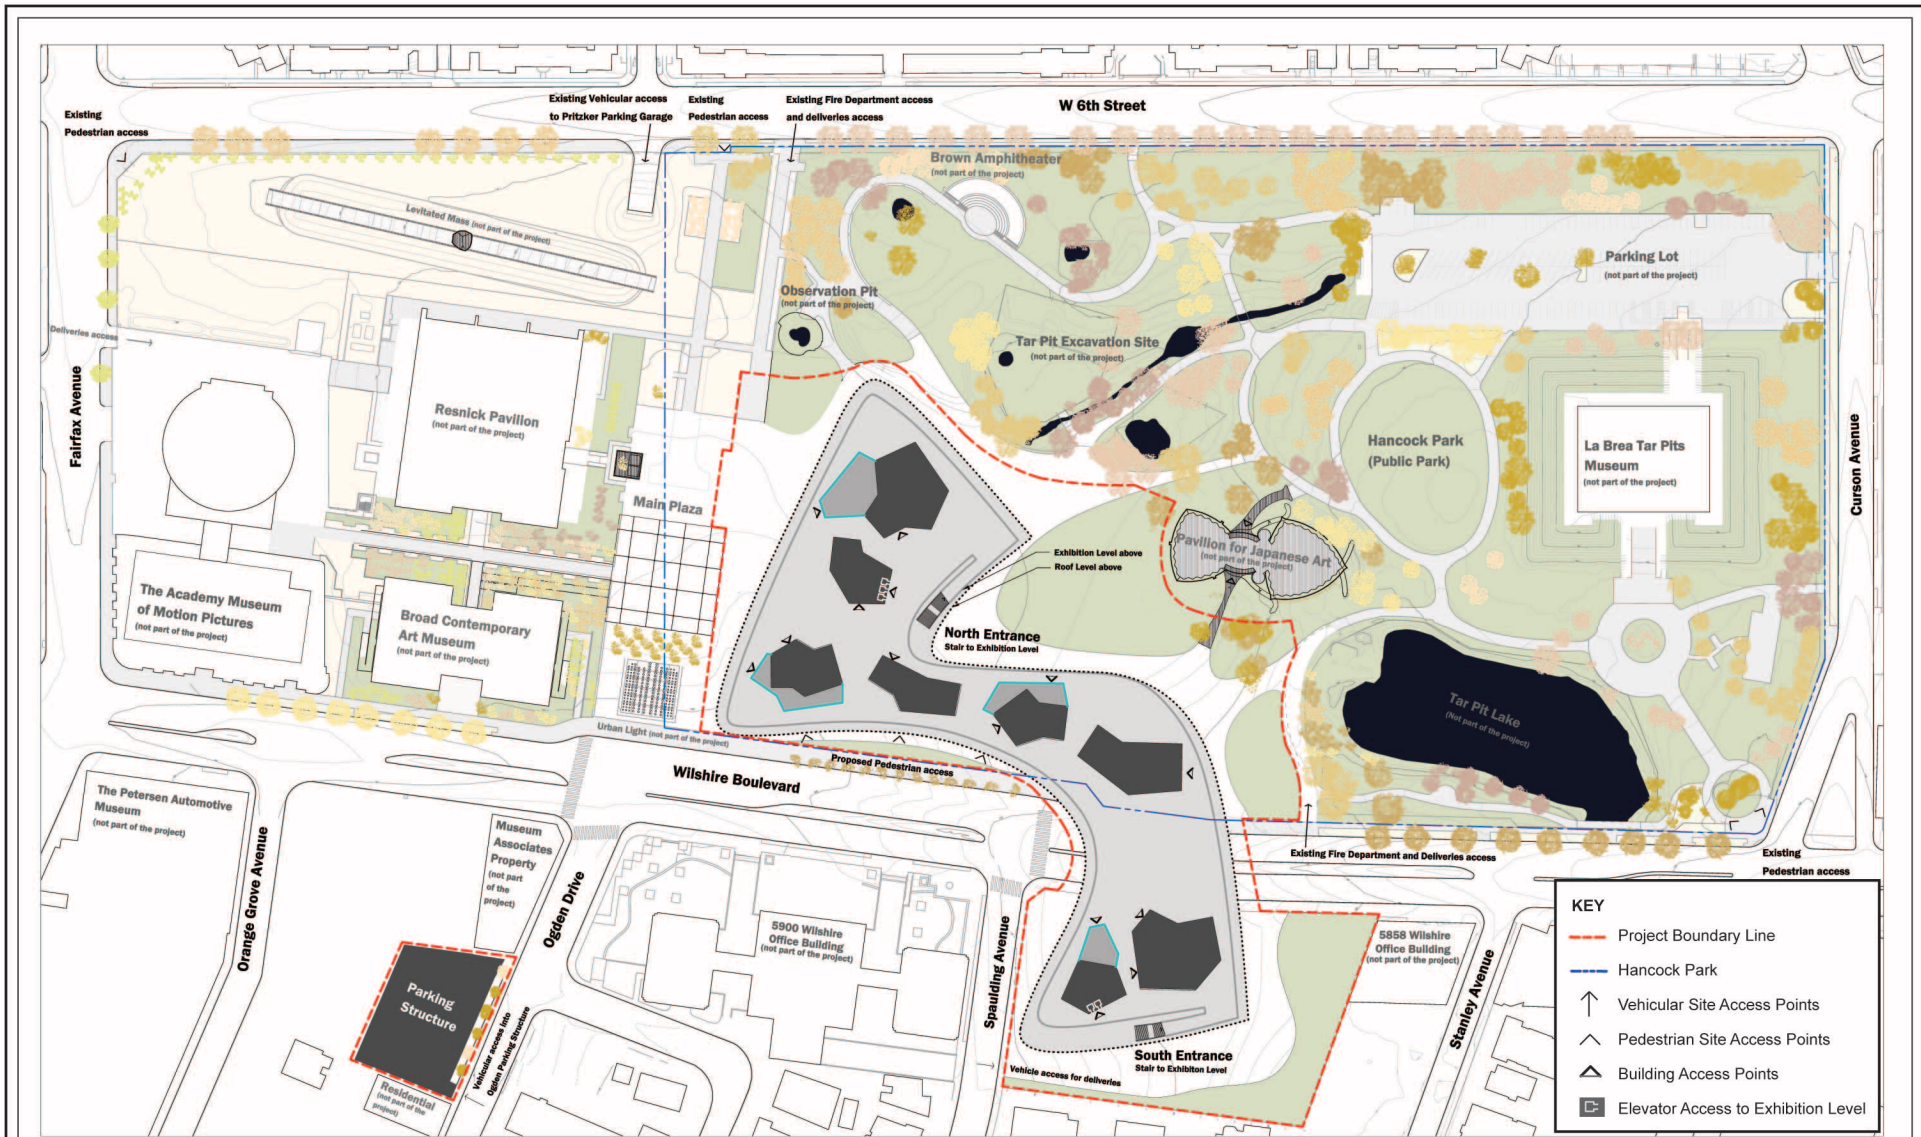 W 6th Street
Existing
Pedestrian access
Existing Vehicular access
to Pritzker Parking Garage
Existing
Pedestrian access
Existing Fire Department access
and deliveries access
Brown Amphitheater
(not part of the project)
Levitated Mass (not part of the project)
Observation Pit
(not part of the project)
Parking Lot
(not part of the project)
Deliveries access
Tar Pit Excavation Site
(not part of the project)
Fairfax Avenue
Resnick Pavilion
(not part of the project)
Hancock Park
(Public Park)
La Brea Tar Pits
Museum
(not part of the project)
Curson Avenue
Main Plaza
Exhibition Level above
Roof Level above
Pavilion for Japanese Art
(not part of the project)
The Academy Museum
of Motion Pictures
(not part of the project)
Broad Contemporary
Art Museum
(not part of the project)
North Entrance
Stair to Exhibition Level
Tar Pit Lake
(Not part of the project)
Urban Light (not part of the project)
Proposed Pedestrian access
Wilshire Boulevard
The Petersen Automotive
Museum
(not part of the project)
Museum
Associates
Property
(not part
of the
project)
Orange Grove Avenue
Ogden Drive
5900 Wilshire
Office Building
(not part of the project)
Spaulding Avenue
Existing Fire Department and Deliveries access
Existing
Pedestrian access
5858 Wilshire
Office Building
(not part of the project)
Stanley Avenue
Parking
Structure
Vehicular access into
Ogden Parking Structure
Residential
(not part of the
project)
South Entrance
Stair to Exhibiton Level
Vehicle access for deliveries
KEY
Project Boundary Line
Hancock Park
Vehicular Site Access Points
Pedestrian Site Access Points
Building Access Points
Elevator Access to Exhibition Level